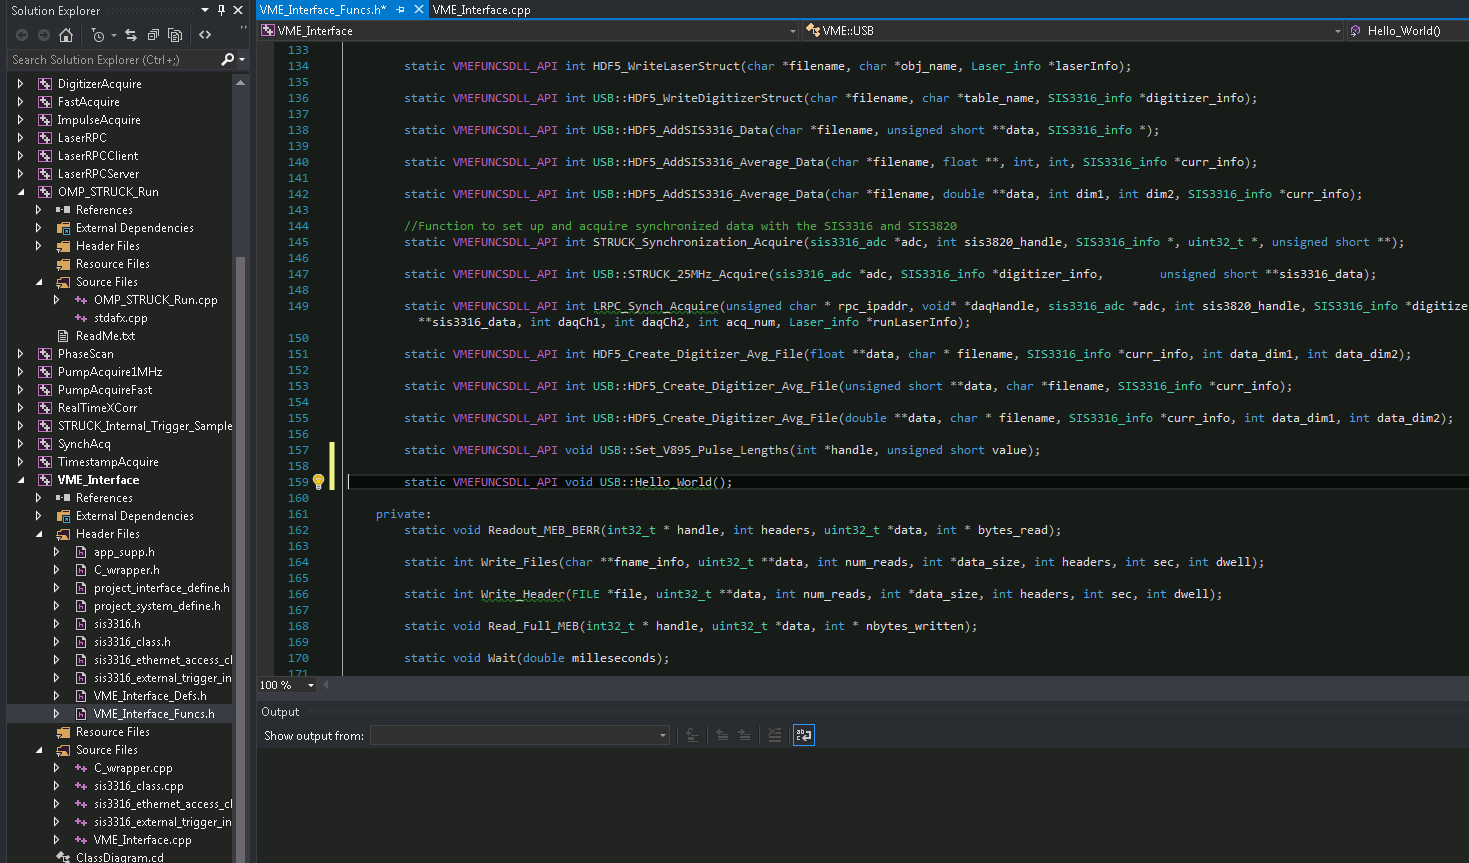 Solution Explorer
Search Solution Explorer (Ctrl+;)
DigitizerAcquire
FastAcquire
ImpulseAcquire
LaserRPC
LaserRPCClient
LaserRPCServer
OMP_STRUCK_Run
References
External Dependencies
Header Files
Resource Files
Source Files
OMP_STRUCK_Run.cpp
stdafx.cpp
ReadMe.txt
PhaseScan
PumpAcquire1MHz
PumpAcquireFast
RealTimeXCorr
STRUCK_Internal_Trigger_Sample
SynchAcq
TimestampAcquire
VME_Interface
References
External Dependencies
Header Files
app_supp.h
C_wrapper.h
project_interface_define.h
project_system_define.h
sis3316.h
sis3316_class.h
sis3316_ethernet_access_cl
sis3316_external_trigger_in
VME_Interface_Defs.h
VME_Interface_Funcs.h
Resource Files
Source Files
C_wrapper.cpp
sis3316_class.cpp
sis3316_ethernet_access_cl
sis3316_external_trigger_in
VME_Interface.cpp
ClassDiagram.cd
VME_Interface_Funcs.h* VME_Interface.cpp
VME_Interface VME::USB Hello_World()
133
134 static VMEFUNCSDLL_API int HDF5_WriteLaserStruct(char *filename, char *obj_name, Laser_info *laserInfo);
135
136 static VMEFUNCSDLL_API int USB::HDF5_WriteDigitizerStruct(char *filename, char *table_name, SIS3316_info *digitizer_info);
137
138 static VMEFUNCSDLL_API int USB::HDF5_AddSIS3316_Data(char *filename, unsigned short **data, SIS3316_info *);
139
140 static VMEFUNCSDLL_API int USB::HDF5_AddSIS3316_Average_Data(char *filename, float **, int, int, SIS3316_info *curr_info);
141
142 static VMEFUNCSDLL_API int USB::HDF5_AddSIS3316_Average_Data(char *filename, double **data, int dim1, int dim2, SIS3316_info *curr_info);
143
144 //Function to set up and acquire synchronized data with the SIS3316 and SIS3820
145 static VMEFUNCSDLL_API int STRUCK_Synchronization_Acquire(sis3316_adc *adc, int sis3820_handle, SIS3316_info *, uint32_t *, unsigned short **);
146
147 static VMEFUNCSDLL_API int USB::STRUCK_25MHz_Acquire(sis3316_adc *adc, SIS3316_info *digitizer_info, unsigned short **sis3316_data);
148
149 static VMEFUNCSDLL_API int LRPC_Synch_Acquire(unsigned char * rpc_ipaddr, void* *daqHandle, sis3316_adc *adc, int sis3820_handle, SIS3316_info *digitize
**sis3316_data, int daqCh1, int daqCh2, int acq_num, Laser_info *runLaserInfo);
150
151 static VMEFUNCSDLL_API int HDF5_Create_Digitizer_Avg_File(float **data, char * filename, SIS3316_info *curr_info, int data_dim1, int data_dim2);
152
153 static VMEFUNCSDLL_API int USB::HDF5_Create_Digitizer_Avg_File(unsigned short **data, char *filename, SIS3316_info *curr_info);
154
155 static VMEFUNCSDLL_API int USB::HDF5_Create_Digitizer_Avg_File(double **data, char * filename, SIS3316_info *curr_info, int data_dim1, int data_dim2);
156
157 static VMEFUNCSDLL_API void USB::Set_V895_Pulse_Lengths(int *handle, unsigned short value);
158
159 static VMEFUNCSDLL_API void USB::Hello_World();
160
161 private:
162 static void Readout_MEB_BERR(int32_t * handle, int headers, uint32_t *data, int * bytes_read);
163
164 static int Write_Files(char **fname_info, uint32_t **data, int num_reads, int *data_size, int headers, int sec, int dwell);
165
166 static int Write_Header(FILE *file, uint32_t **data, int num_reads, int *data_size, int headers, int sec, int dwell);
167
168 static void Read_Full_MEB(int32_t * handle, uint32_t *data, int * nbytes_written);
169
170 static void Wait(double milleseconds);
171
100 %
Output
Show output from: